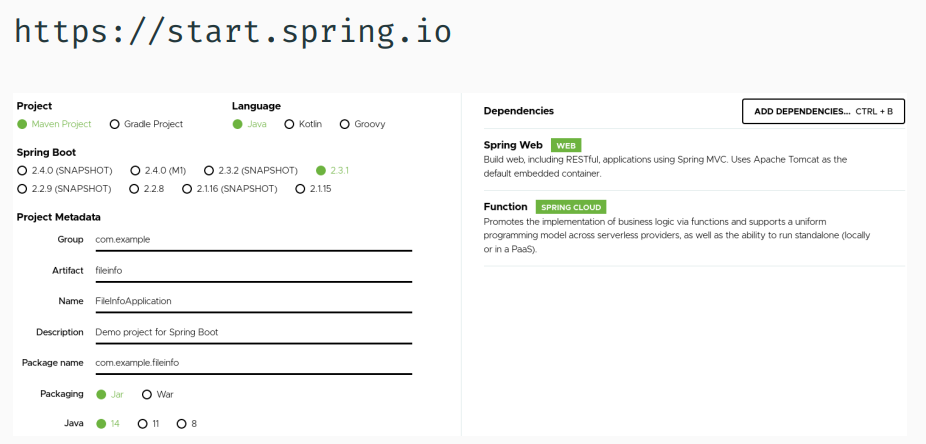 https://start.spring.io
Project
Maven Project Gradle Project
Language
Java Kotlin Groovy
Spring Boot
2.4.0 (SNAPSHOT) 2.4.0 (M1) 2.3.2 (SNAPSHOT) 2.3.1
2.2.9 (SNAPSHOT) 2.2.8 2.1.16 (SNAPSHOT) 2.1.15
Project Metadata
Group com.example
Artifact fileinfo
Name FileInfoApplication
Description Demo project for Spring Boot
Package name com.example.fileinfo
Packaging Jar War
Java 14 11 8
Dependencies ADD DEPENDENCIES... CTRL + B
Spring Web WEB
Build web, including RESTful, applications using Spring MVC. Uses Apache Tomcat as the
default embedded container.
Function SPRING CLOUD
Promotes the implementation of business logic via functions and supports a uniform
programming model across serverless providers, as well as the ability to run standalone (locally
or in a PaaS).